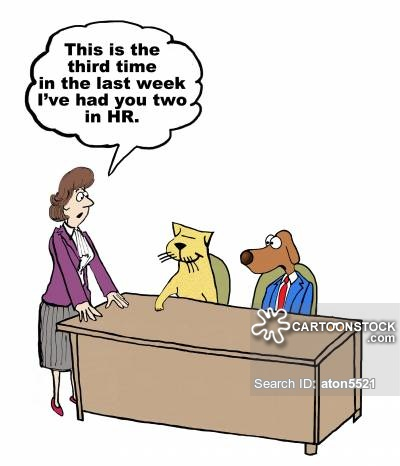 This is the
third time
in the last week
I've had you two
in HR.
CARTOONSTOCK
.com
Search ID: aton5521